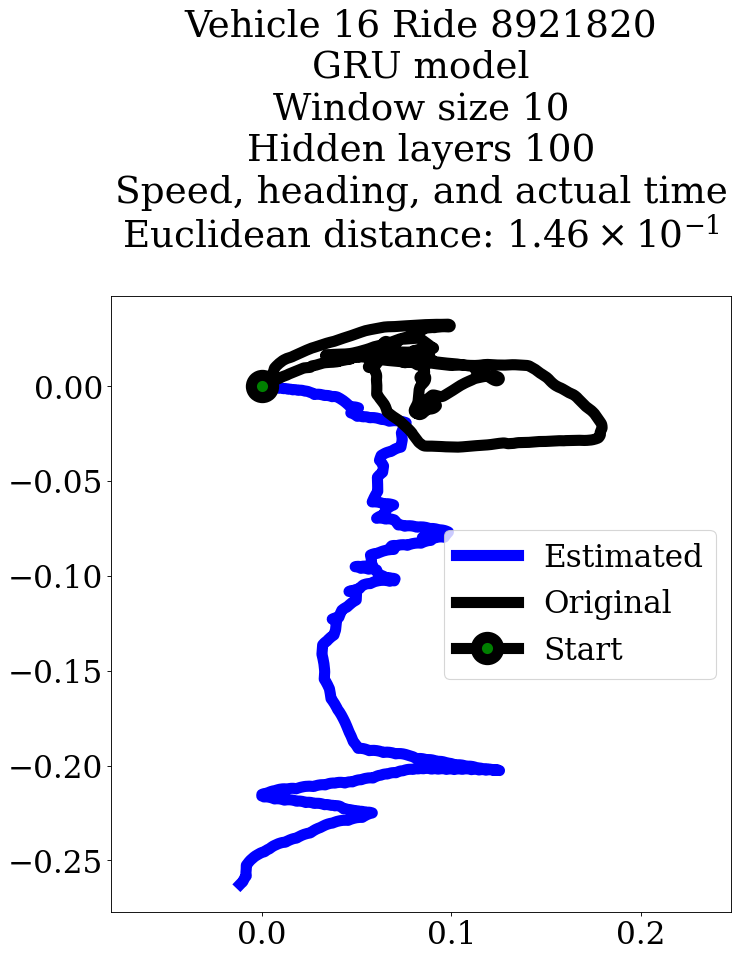 Vehicle 16 Ride 8921820
GRU model
Window size 10
Hidden layers 100
Speed, heading, and actual time
Euclidean distance: 1.46 × 10⁻¹
0.00
−0.05
−0.10
−0.15
−0.20
−0.25
Estimated
Original
Start
0.0 0.1 0.2